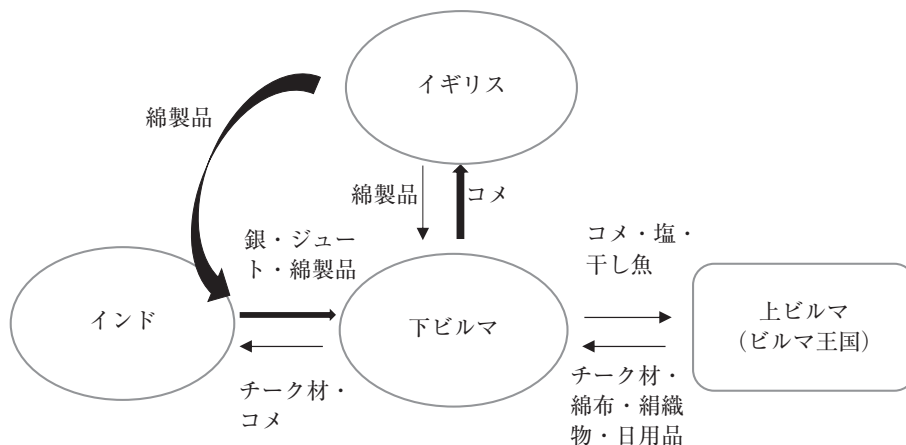 イギリス
綿製品
綿製品
コメ
銀・ジュー
ト・綿製品
コメ・塩・
干し魚
インド
下ビルマ
上ビルマ
(ビルマ王国)
チーク材・
コメ
チーク材・
綿布・絹織
物・日用品